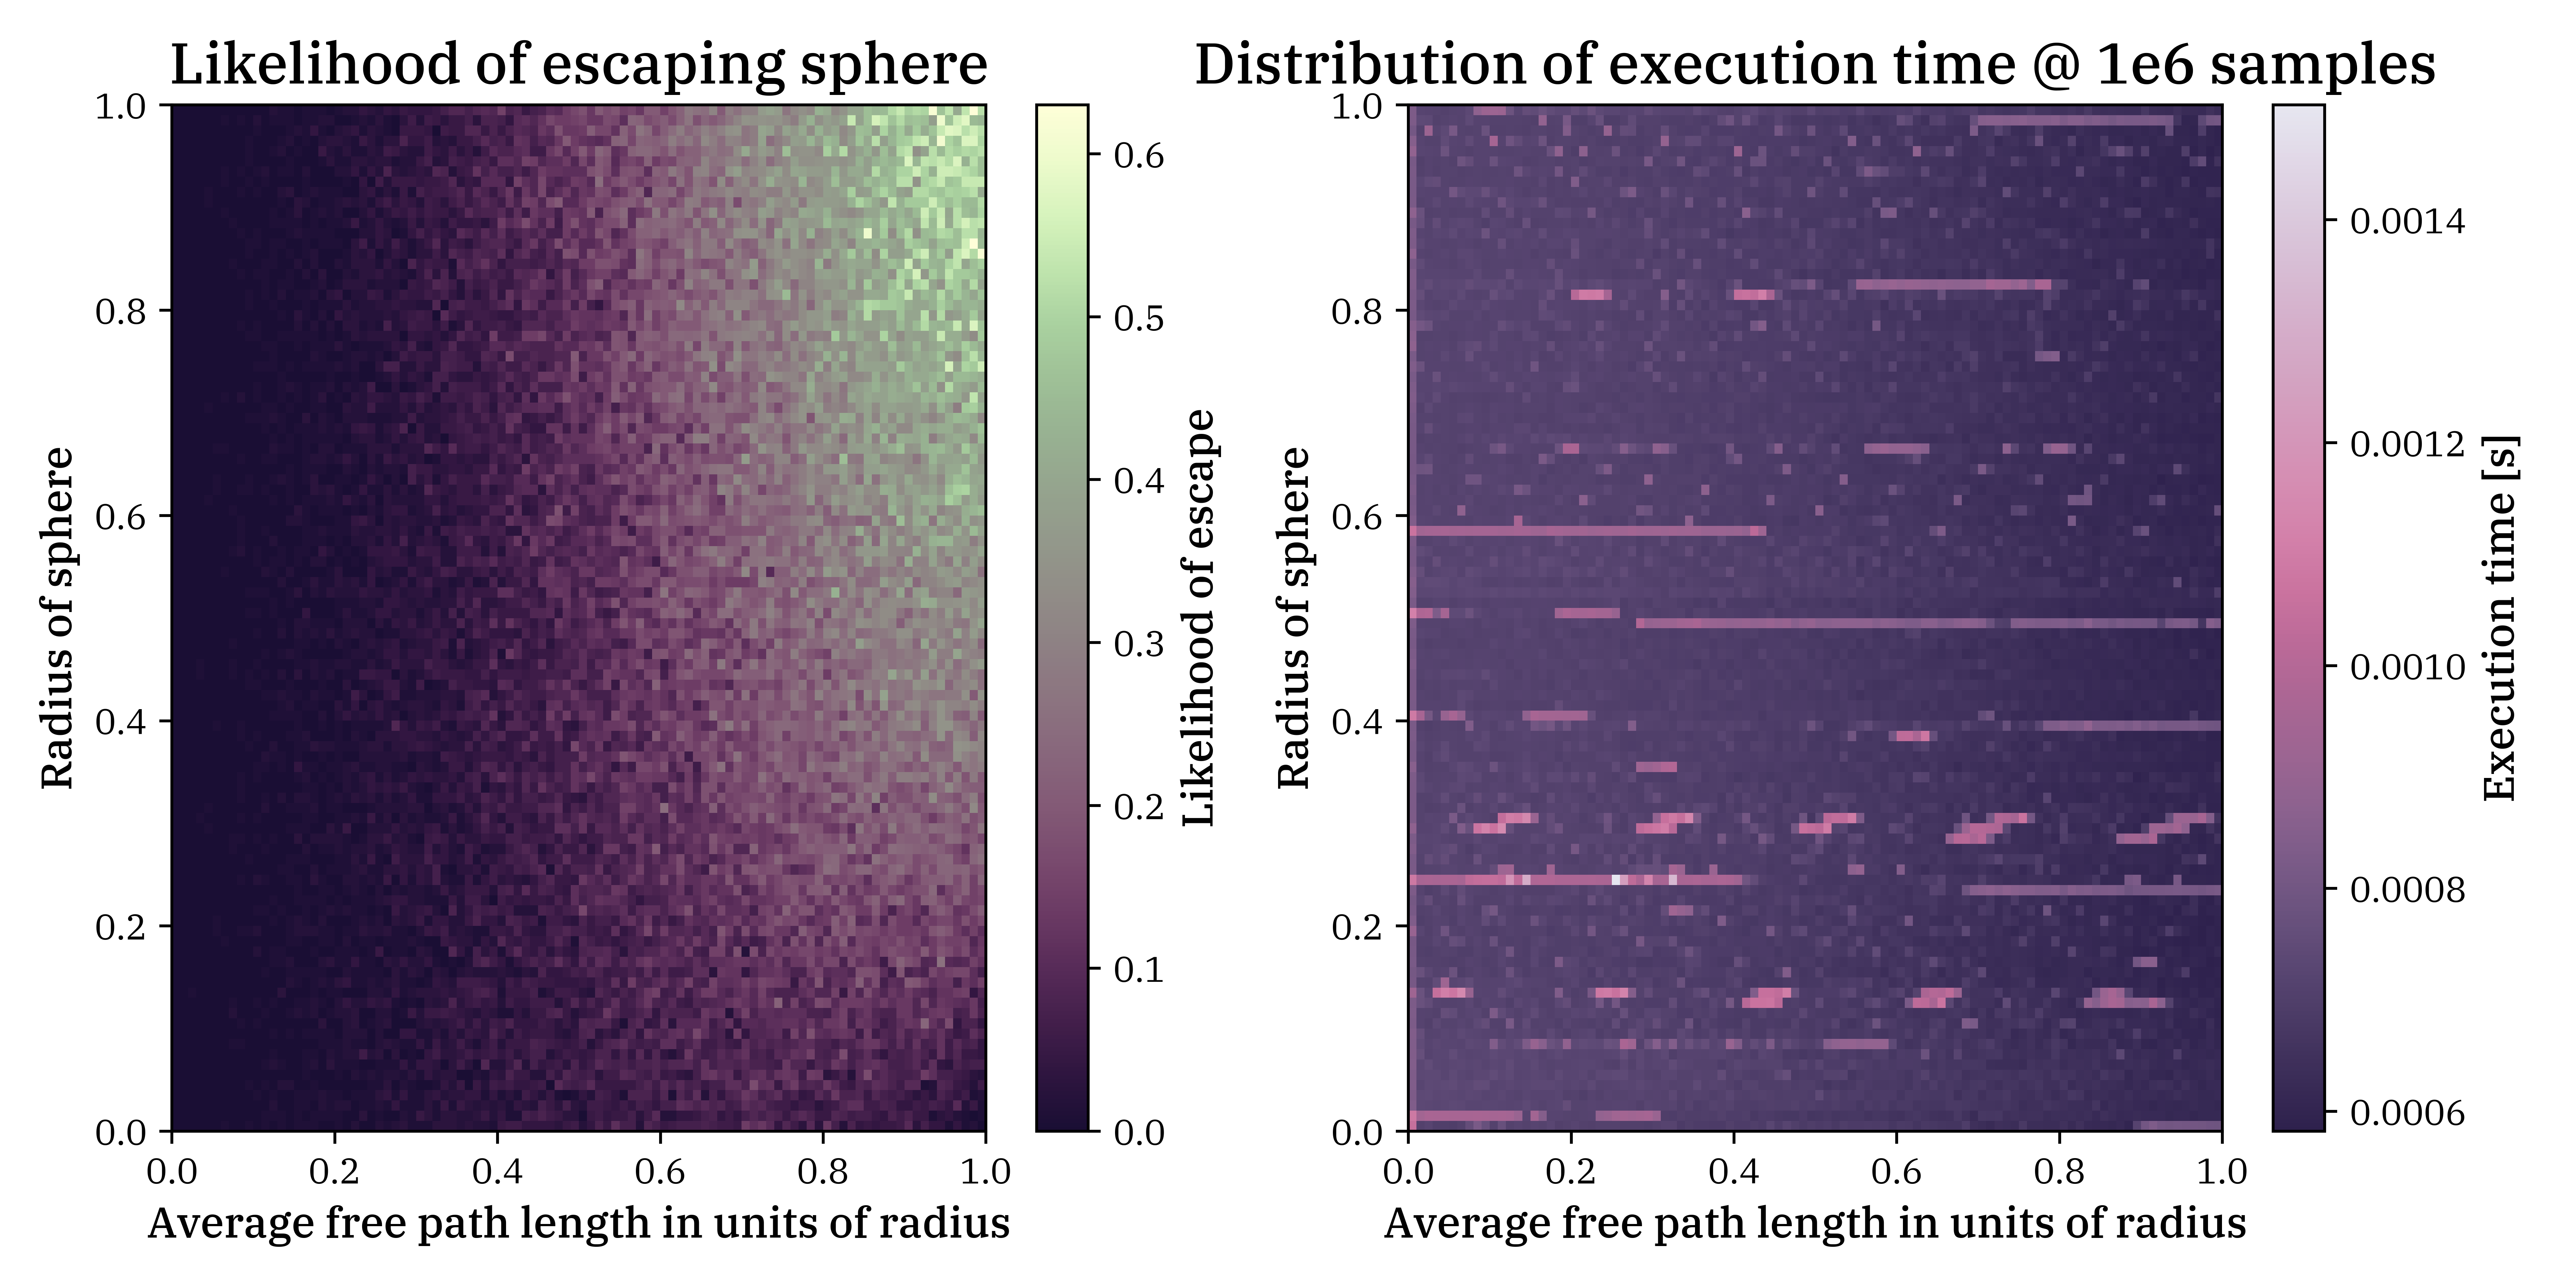 Likelihood of escaping sphere
1.0
0.8
0.6
0.4
0.2
0.0
Radius of sphere
0.0 0.2 0.4 0.6 0.8 1.0
Average free path length in units of radius
0.6
0.5
0.4
0.3
0.2
0.1
0.0
Likelihood of escape
Distribution of execution time @ 1e6 samples
1.0
0.8
0.6
0.4
0.2
0.0
Radius of sphere
0.0 0.2 0.4 0.6 0.8 1.0
Average free path length in units of radius
0.0014
0.0012
0.0010
0.0008
0.0006
Execution time [s]